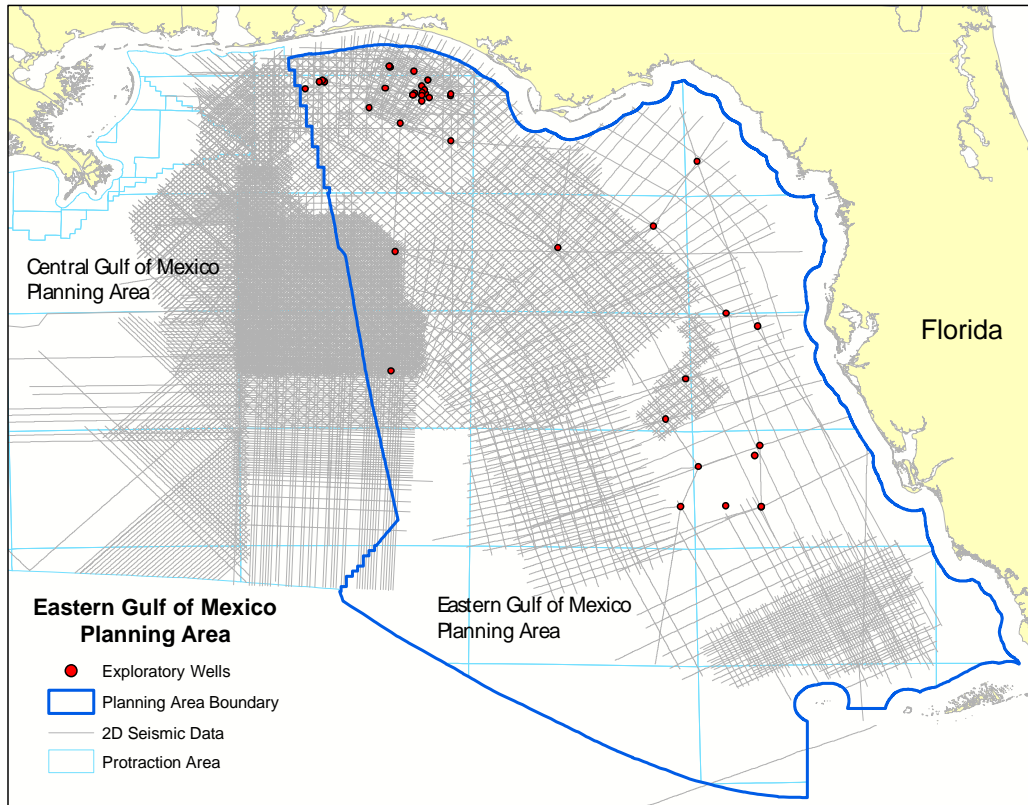 Central Gulf of Mexico
Planning Area
Florida
Eastern Gulf of Mexico
Planning Area
Eastern Gulf of Mexico
Planning Area
Exploratory Wells
Planning Area Boundary
2D Seismic Data
Protraction Area